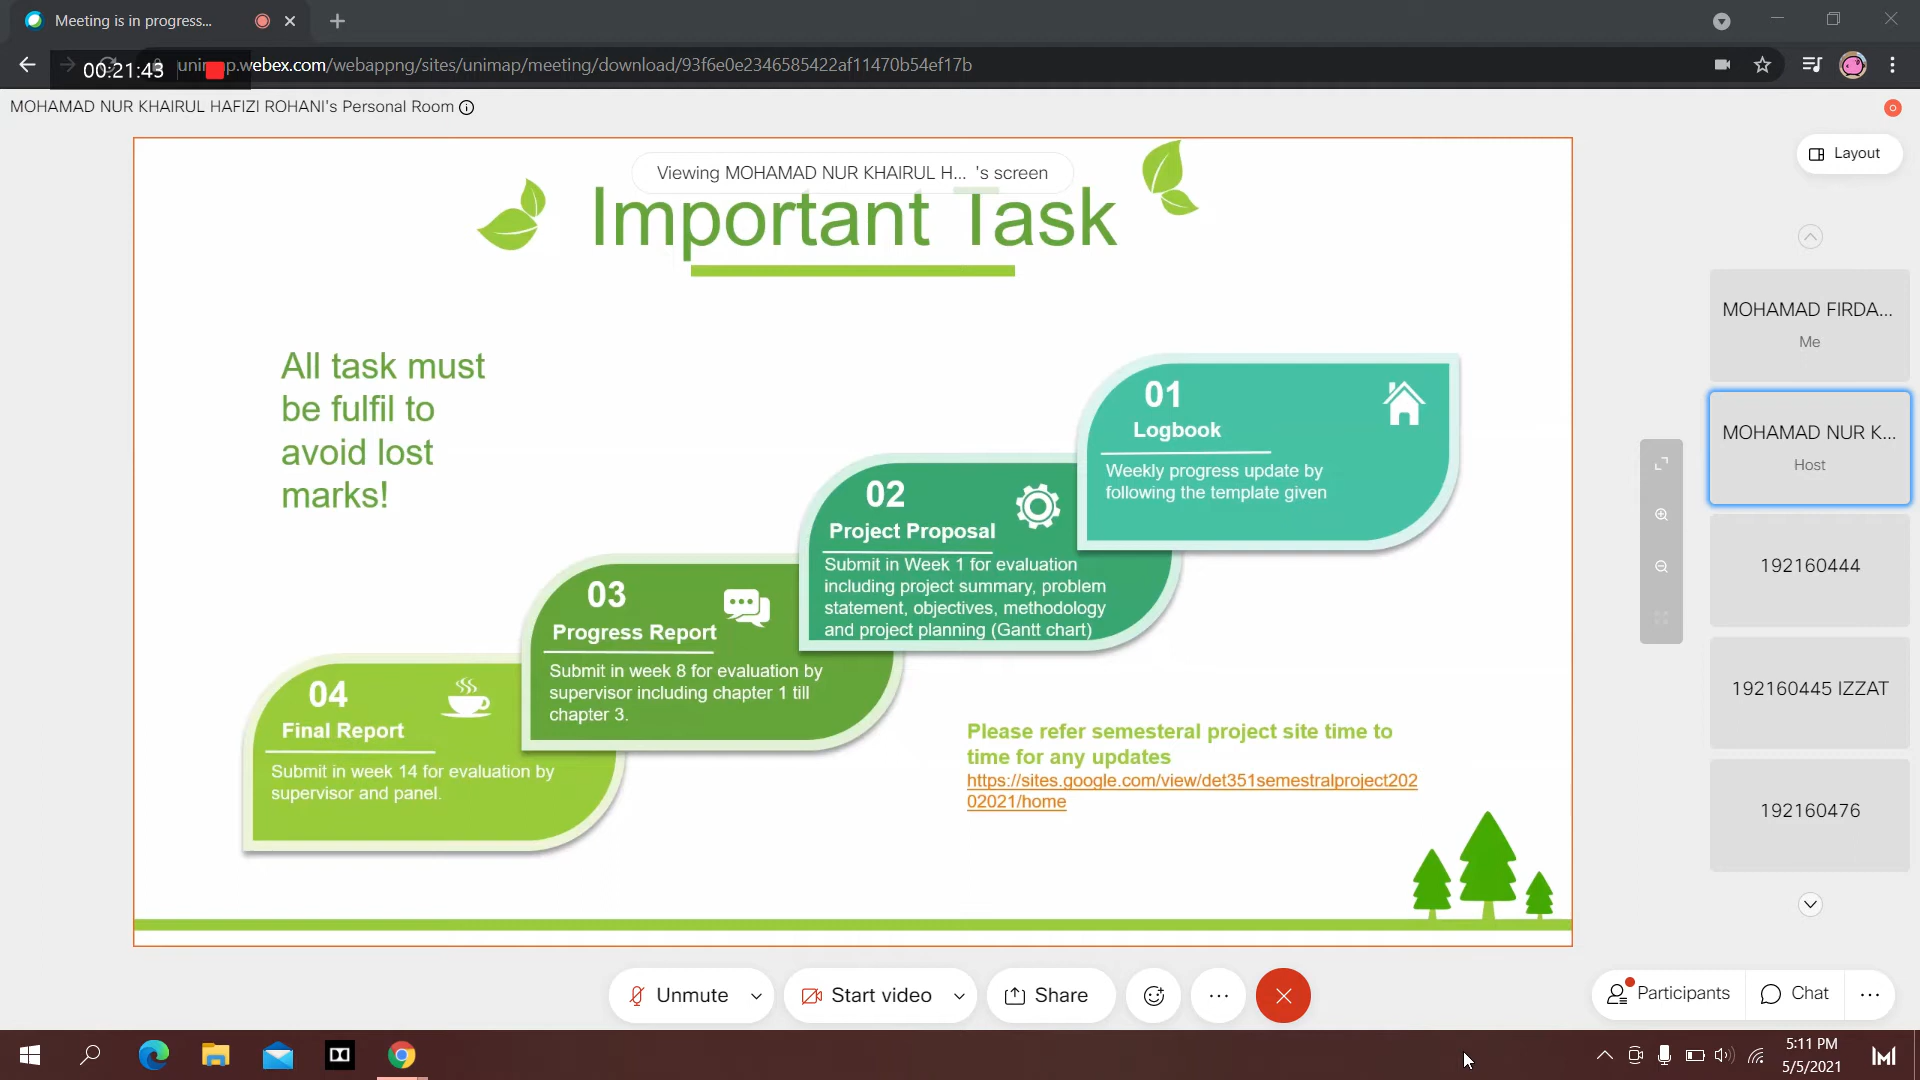 Meeting is in progress...
00:21:43
unimap.webex.com/webappng/sites/unimap/meeting/download/93f6e0e2346585422af11470b54ef17b
MOHAMAD NUR KHAIRUL HAFIZI ROHANI's Personal Room
Layout
Viewing MOHAMAD NUR KHAIRUL H... 's screen
Important Task
All task must
be fulfil to
avoid lost
marks!
01
Logbook
Weekly progress update by
following the template given
02
Project Proposal
Submit in Week 1 for evaluation
including project summary, problem
statement, objectives, methodology
and project planning (Gantt chart)
03
Progress Report
Submit in week 8 for evaluation by
supervisor including chapter 1 till
chapter 3.
04
Final Report
Submit in week 14 for evaluation by
supervisor and panel.
Please refer semesteral project site time to
time for any updates
https://sites.google.com/view/det351semestralproject202
02021/home
MOHAMAD FIRDA...
Me
MOHAMAD NUR K...
Host
192160444
192160445 IZZAT
192160476
Unmute
Start video
Share
Participants
Chat
5:11 PM
5/5/2021